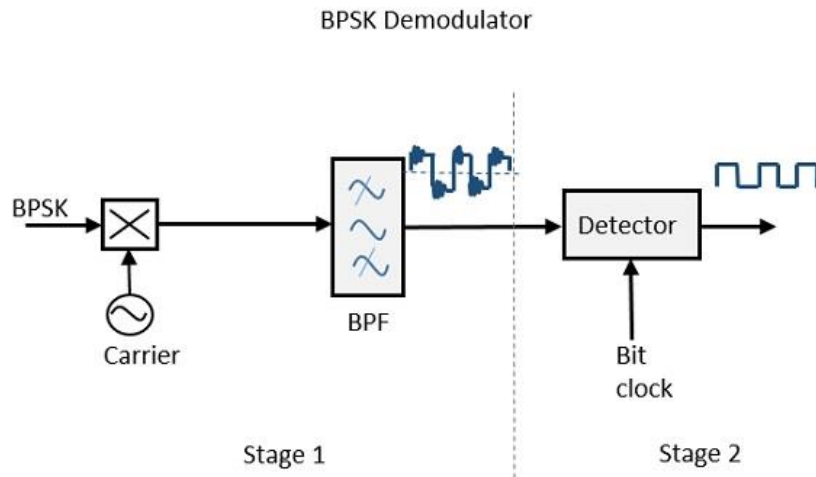 BPSK Demodulator
BPSK
Detector
BPF
Carrier
Bit
clock
Stage 1
Stage 2